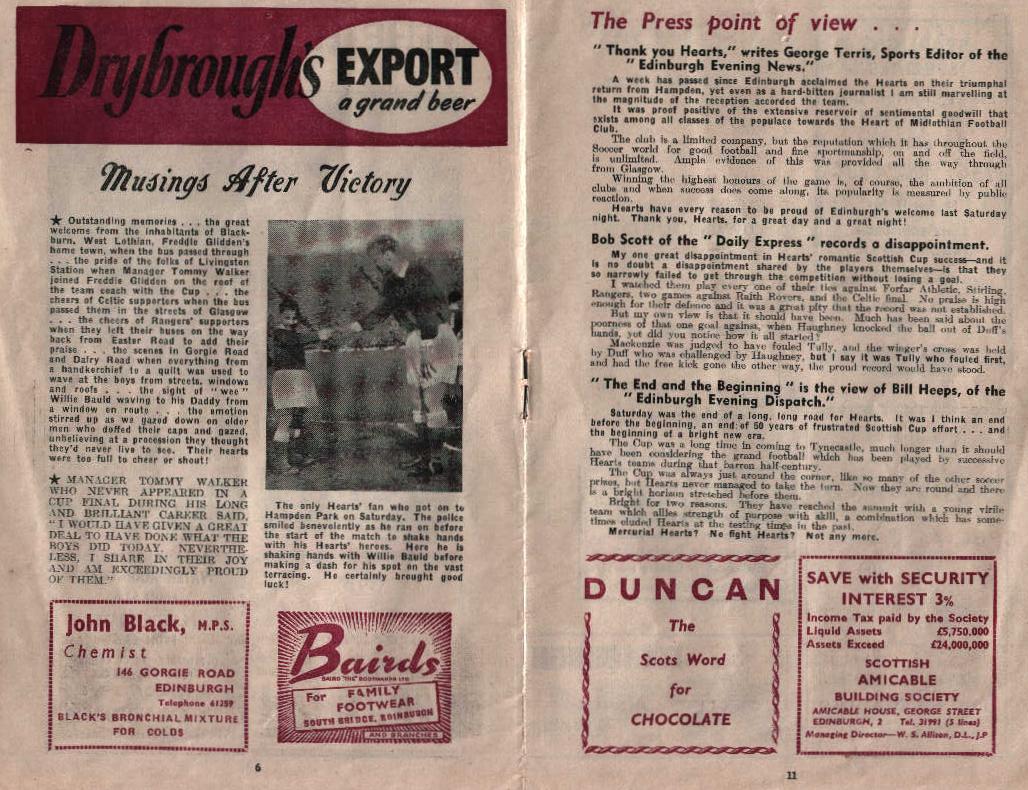 Drybrough's EXPORT
a grand beer
Musings After Victory
★ Outstanding memories . . . the great
welcome from the inhabitants of Black-
burn, West Lothian, Freddie Glidden's
home town, when the bus passed through
. . . the pride of the folks of Livingston
Station when Manager Tommy Walker
joined Freddie Glidden on the roof of
the team coach with the Cup . . . the
cheers of Celtic supporters when the bus
passed them in the streets of Glasgow
. . . the cheers of Rangers' supporters
when they left their buses on the way
back from Easter Road to add their
praise . . . the scenes in Gorgie Road
and Dalry Road when everything from
a handkerchief to a quilt was used to
wave at the boys from streets, windows
and roofs . . . the sight of "wee"
Willie Bauld waving to his Daddy from
a window en route . . . the emotion
stirred up as we gazed down on older
men who doffed their caps and gazed,
unbelieving at a procession they thought
they'd never live to see. Their hearts
were too full to cheer or shout!
★ MANAGER TOMMY WALKER
WHO NEVER APPEARED IN A
CUP FINAL DURING HIS LONG
AND BRILLIANT CAREER SAID,
"I WOULD HAVE GIVEN A GREAT
DEAL TO HAVE DONE WHAT THE
BOYS DID TODAY. NEVERTHE-
LESS, I SHARE IN THEIR JOY
AND AM EXCEEDINGLY PROUD
OF THEM."
The only Hearts' fan who got on to
Hampden Park on Saturday. The police
smiled benevolently as he ran on before
the start of the match to shake hands
with his Hearts' heroes. Here he is
shaking hands with Willie Bauld before
making a dash for his spot on the vast
terracing. He certainly brought good
luck!
John Black, M.P.S.
Chemist
146 GORGIE ROAD
EDINBURGH
Telephone 61259
BLACK'S BRONCHIAL MIXTURE
FOR COLDS
Bairds
BAIRD "THE" BOOTMAKER LTD
For FAMILY
FOOTWEAR
SOUTH BRIDGE, EDINBURGH
AND BRANCHES
6
The Press point of view . . .
"Thank you Hearts," writes George Terris, Sports Editor of the
"Edinburgh Evening News."
A week has passed since Edinburgh acclaimed the Hearts on their triumphal
return from Hampden, yet even as a hard-bitten journalist I am still marvelling at
the magnitude of the reception accorded the team.
It was proof positive of the extensive reservoir of sentimental goodwill that
exists among all classes of the populace towards the Heart of Midlothian Football
Club.
The club is a limited company, but the reputation which it has throughout the
Soccer world for good football and fine sportmanship, on and off the field,
is unlimited. Ample evidence of this was provided all the way through
from Glasgow.
Winning the highest honours of the game is, of course, the ambition of all
clubs and when success does come along, its popularity is measured by public
reaction.
Hearts have every reason to be proud of Edinburgh's welcome last Saturday
night. Thank you, Hearts, for a great day and a great night!
Bob Scott of the "Daily Express" records a disappointment.
My one great disappointment in Hearts' romantic Scottish Cup success—and it
is no doubt a disappointment shared by the players themselves—is that they
so narrowly failed to get through the competition without losing a goal.
I watched them play every one of their ties against Forfar Athletic, Stirling,
Rangers, two games against Raith Rovers, and the Celtic final. No praise is high
enough for their defence and it was a great pity that the record was not established.
But my own view is that it should have been. Much has been said about the
poorness of that one goal against, when Haughney knocked the ball out of Duff's
hands, yet did you notice how it all started?
Mackenzie was judged to have fouled Tully, and the winger's cross was held
by Duff who was challenged by Haughney, but I say it was Tully who fouled first,
and had the free kick gone the other way, the proud record would have stood.
"The End and the Beginning" is the view of Bill Heeps, of the
"Edinburgh Evening Dispatch."
Saturday was the end of a long, long road for Hearts. It was I think an end
before the beginning, an end of 50 years of frustrated Scottish Cup effort . . . and
the beginning of a bright new era.
The Cup was a long time in coming to Tynecastle, much longer than it should
have been considering the grand football which has been played by successive
Hearts teams during that barren half-century.
The Cup was always just around the corner, like so many of the other soccer
prizes, but Hearts never managed to take the turn. Now they are round and there
is a bright horizon stretched before them.
Bright for two reasons. They have reached the summit with a young virile
team which allies strength of purpose with skill, a combination which has some-
times eluded Hearts at the testing times in the past.
Mercurial Hearts? No fight Hearts? Not any more.
DUNCAN
The
Scots Word
for
CHOCOLATE
SAVE with SECURITY
INTEREST 3%
Income Tax paid by the Society
Liquid Assets £5,750,000
Assets Exceed £24,000,000
SCOTTISH
AMICABLE
BUILDING SOCIETY
AMICABLE HOUSE, GEORGE STREET
EDINBURGH, 2 Tel. 31991 (5 lines)
Managing Director—W. S. Allison, D.L., J.P
11